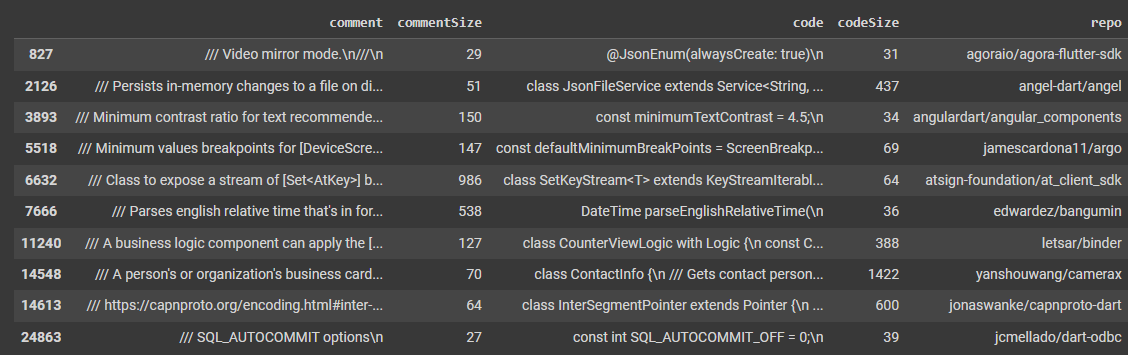 comment commentSize code codeSize repo
827 /// Video mirror mode.\n///\n 29 @JsonEnum(alwaysCreate: true)\n 31 agoraio/agora-flutter-sdk
2126 /// Persists in-memory changes to a file on di... 51 class JsonFileService extends Service<String, ... 437 angel-dart/angel
3893 /// Minimum contrast ratio for text recommende... 150 const minimumTextContrast = 4.5;\n 34 angulardart/angular_components
5518 /// Minimum values breakpoints for [DeviceScre... 147 const defaultMinimumBreakPoints = ScreenBreakp... 69 jamescardona11/argo
6632 /// Class to expose a stream of [Set<AtKey>] b... 986 class SetKeyStream<T> extends KeyStreamIterabl... 64 atsign-foundation/at_client_sdk
7666 /// Parses english relative time that's in for... 538 DateTime parseEnglishRelativeTime(\n 36 edwardez/bangumin
11240 /// A business logic component can apply the [... 127 class CounterViewLogic with Logic {\n const C... 388 letsar/binder
14548 /// A person's or organization's business card... 70 class ContactInfo {\n /// Gets contact person... 1422 yanshouwang/camerax
14613 /// https://capnproto.org/encoding.html#inter-... 64 class InterSegmentPointer extends Pointer {\n ... 600 jonaswanke/capnproto-dart
24863 /// SQL_AUTOCOMMIT options\n 27 const int SQL_AUTOCOMMIT_OFF = 0;\n 39 jcmellado/dart-odbc